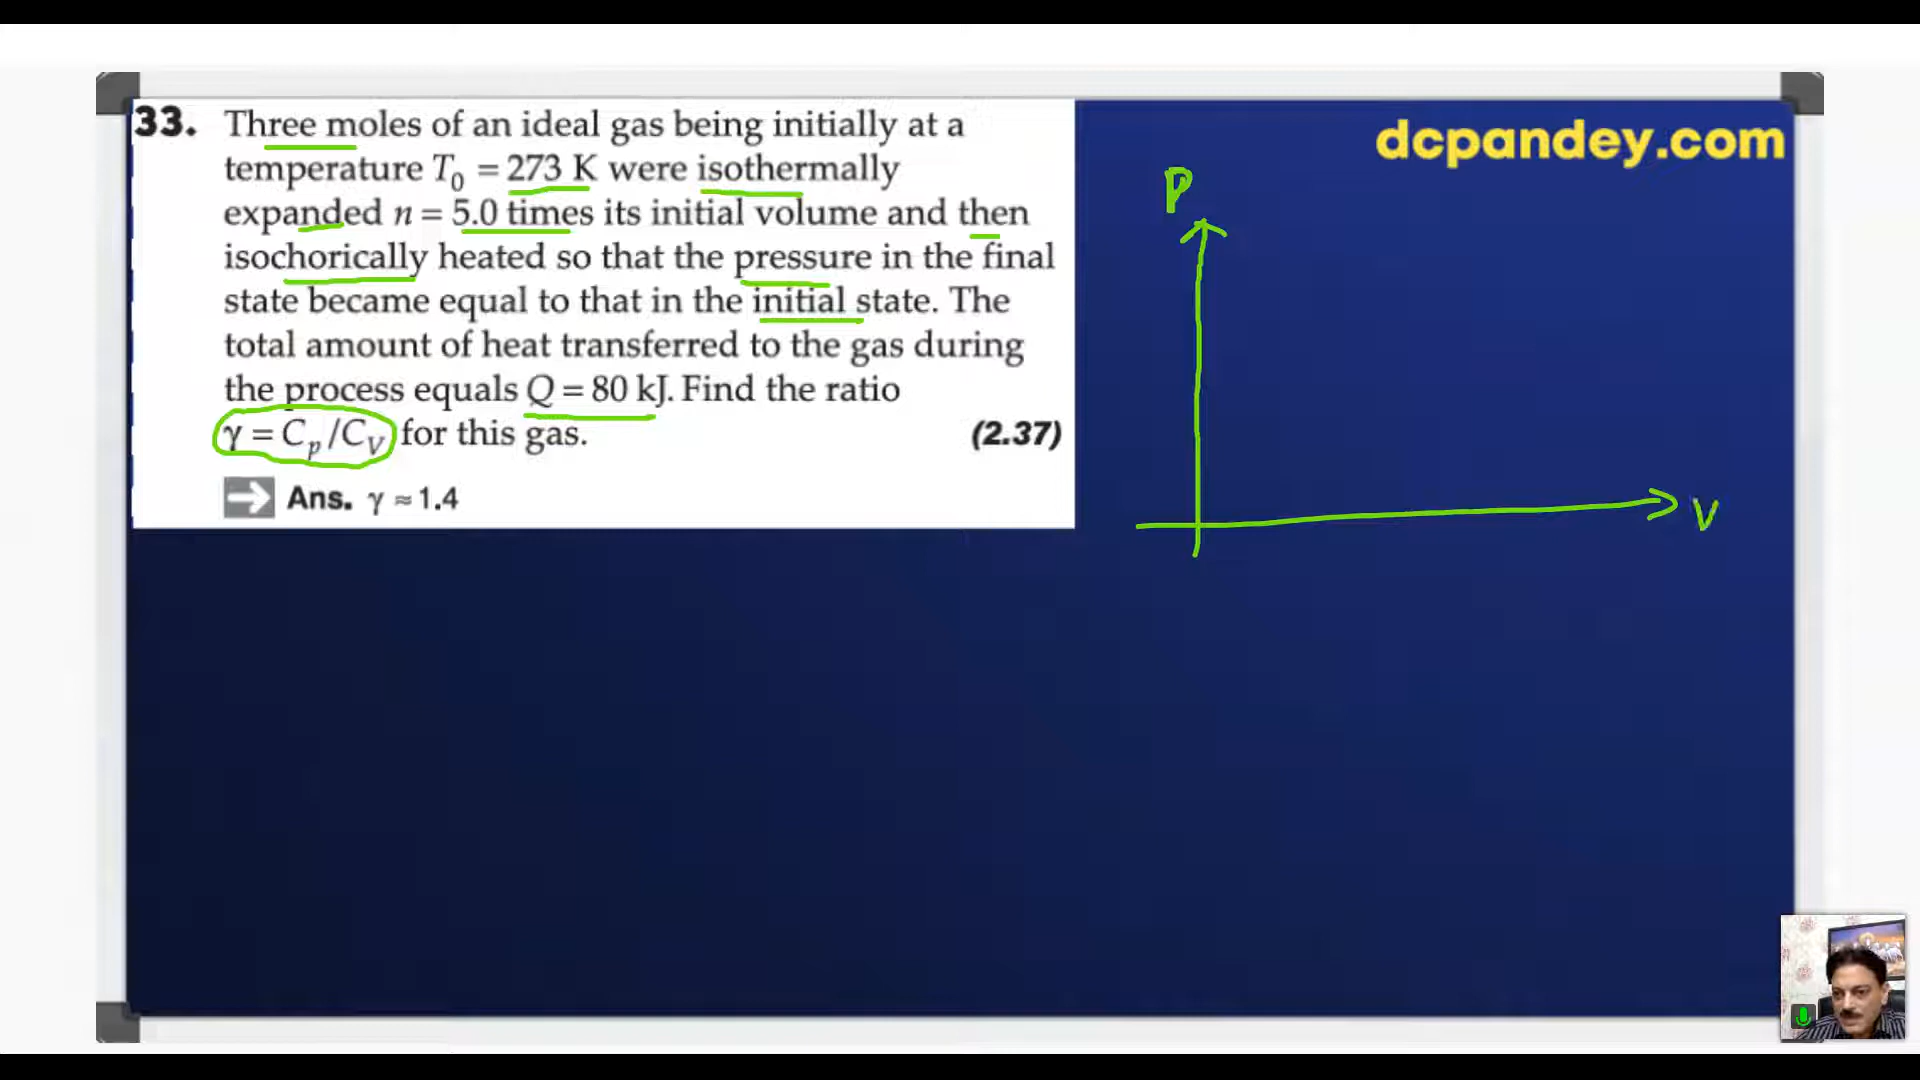 33. Three moles of an ideal gas being initially at a
temperature T₀ = 273 K were isothermally
expanded n = 5.0 times its initial volume and then
isochorically heated so that the pressure in the final
state became equal to that in the initial state. The
total amount of heat transferred to the gas during
the process equals Q = 80 kJ. Find the ratio
γ = Cₚ/C_V for this gas. (2.37)
Ans. γ ≈ 1.4
dcpandey.com
P
V